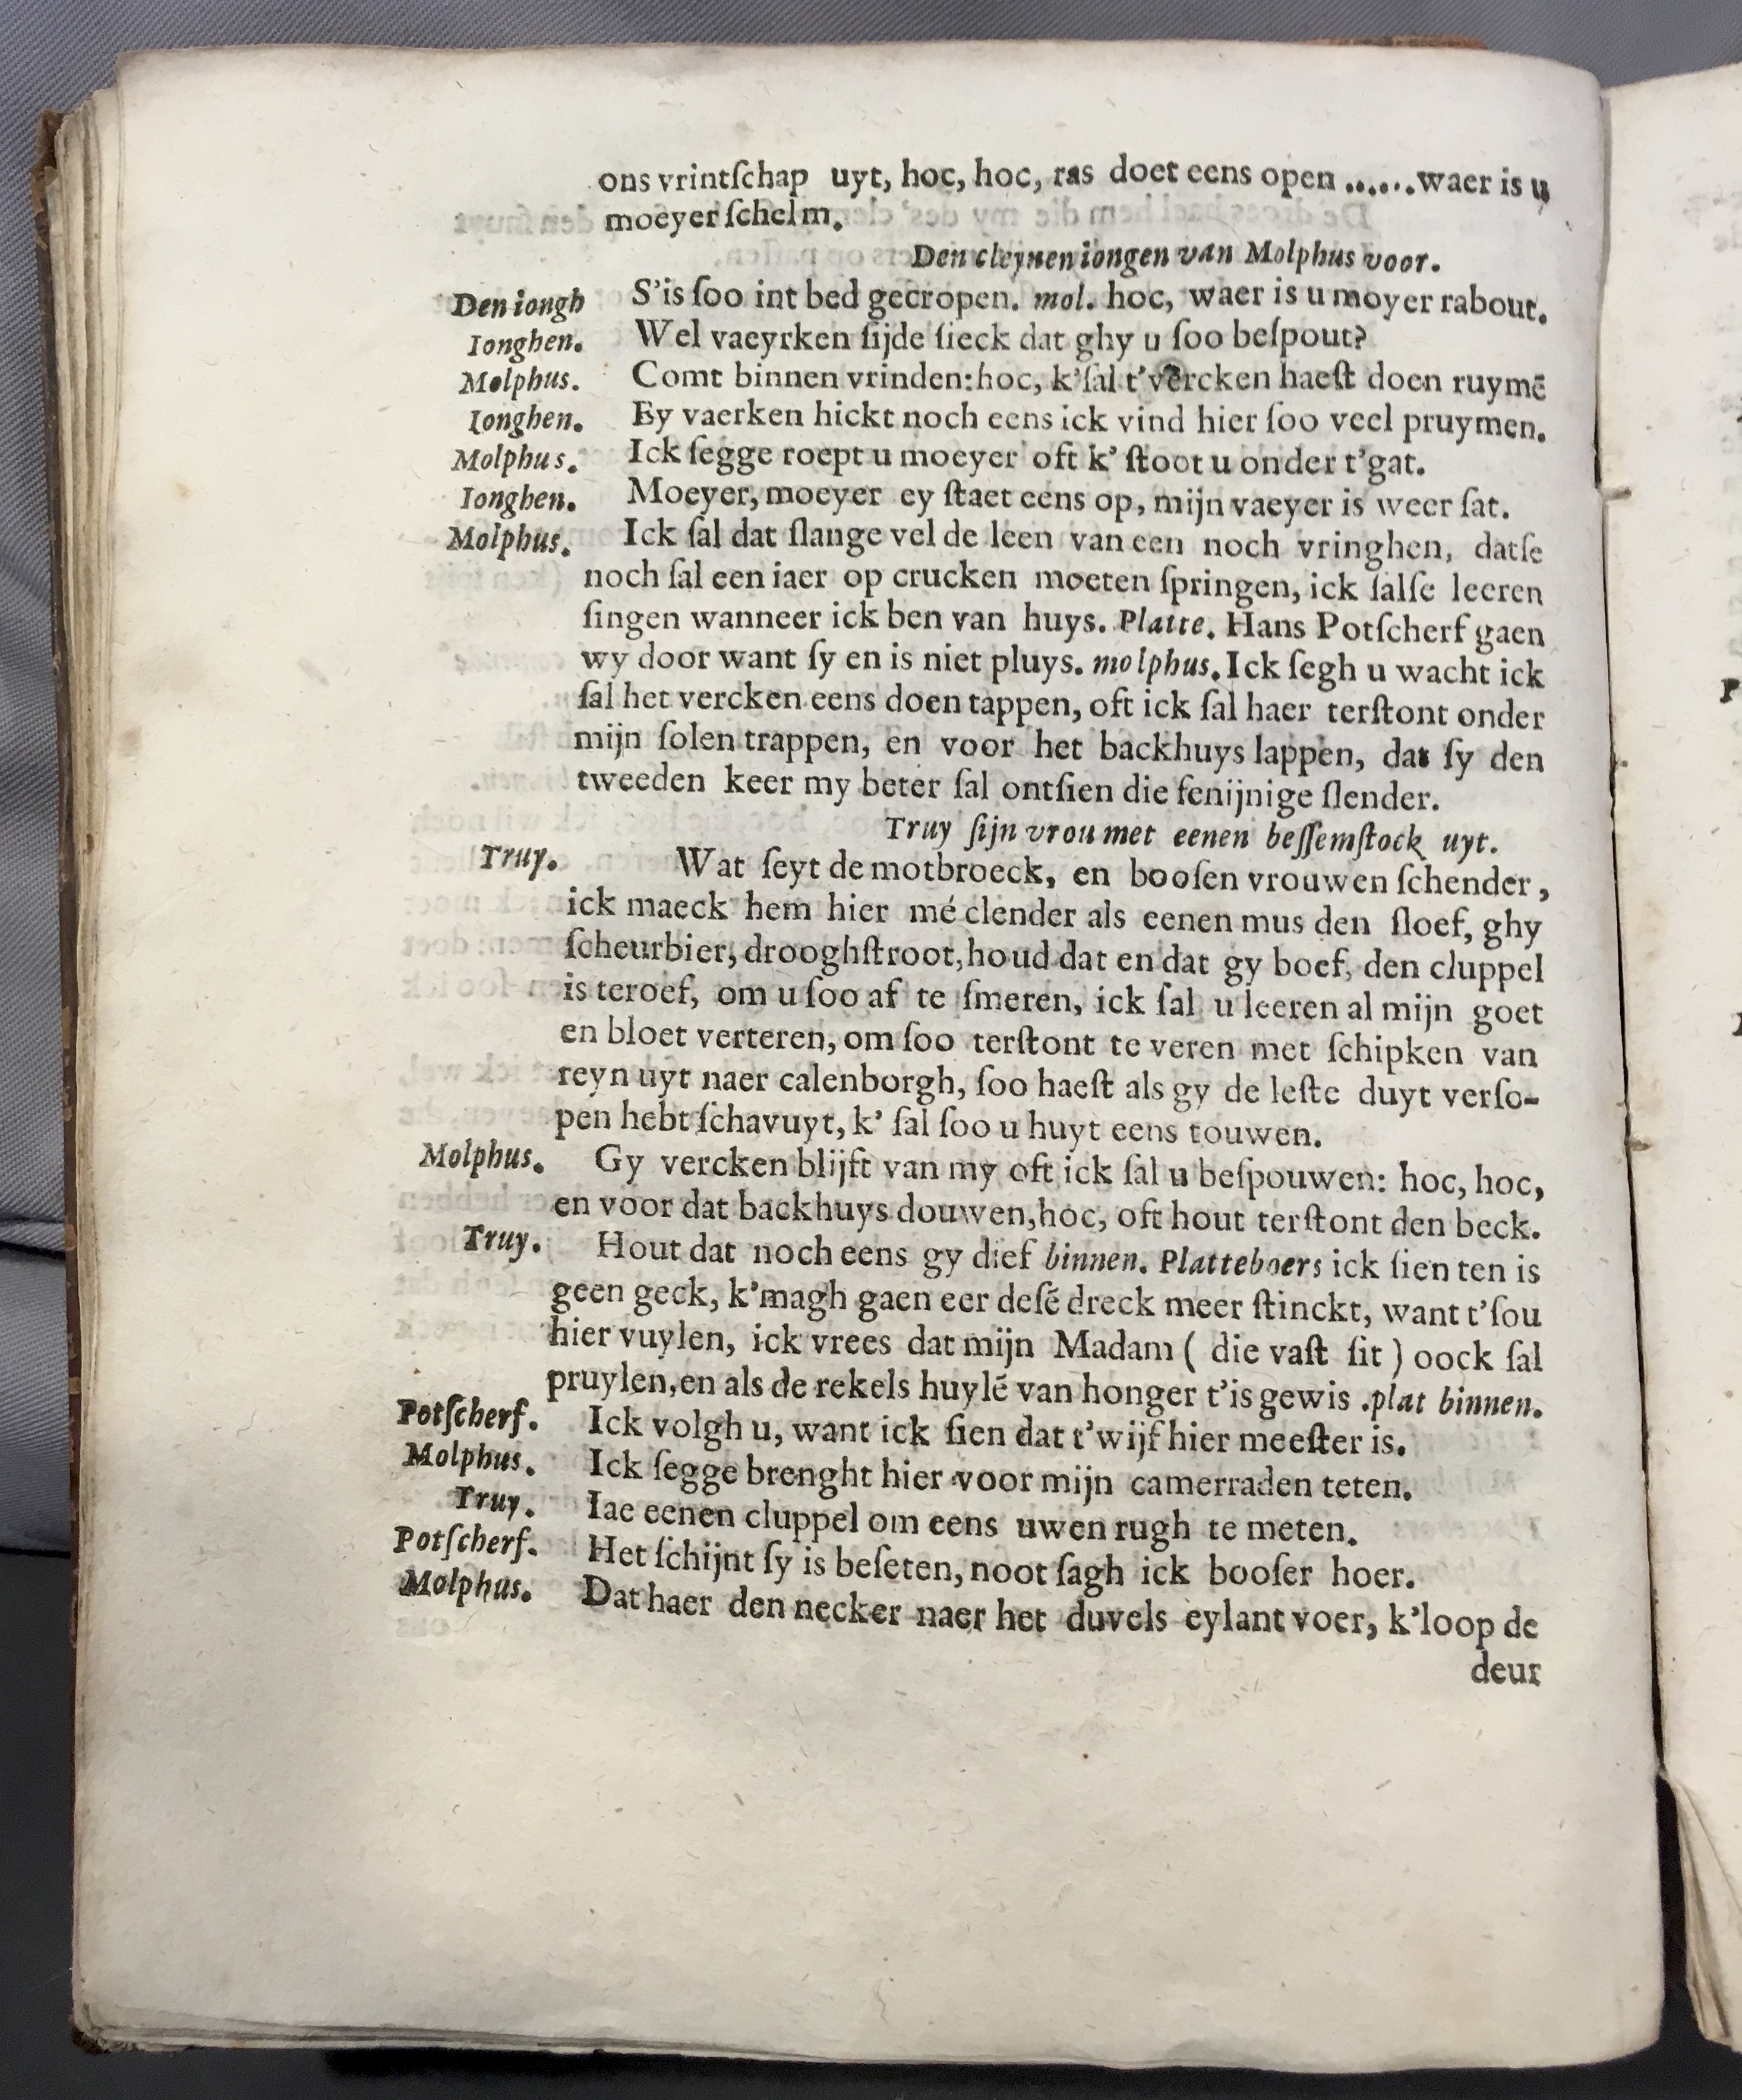 ons vrintſchap uyt, hoc, hoc, ras doet eens open ......waer is u
moeyer ſchelm.
Den cleynen iongen van Molphus voor.
Den iongh S'is ſoo int bed gecropen. mol. hoc, waer is u moyer rabout.
Ionghen. Wel vaeyrken ſijde ſieck dat ghy u ſoo beſpout?
Molphus. Comt binnen vrinden: hoc, k'ſal t'vercken haeſt doen ruymē
Ionghen. Ey vaerken hickt noch eens ick vind hier ſoo veel pruymen.
Molphus. Ick ſegge roept u moeyer oft k' ſtoot u onder t'gat.
Ionghen. Moeyer, moeyer ey ſtaet eens op, mijn vaeyer is weer ſat.
Molphus. Ick ſal dat ſlange vel de leen van een noch vringhen, datſe
noch ſal een iaer op crucken moeten ſpringen, ick ſalſe leeren
ſingen wanneer ick ben van huys. Platte. Hans Potſcherf gaen
wy door want ſy en is niet pluys. molphus. Ick ſegh u wacht ick
ſal het vercken eens doen tappen, oft ick ſal haer terſtont onder
mijn ſolen trappen, en voor het backhuys lappen, dat ſy den
tweeden keer my beter ſal ontſien die fenijnige ſlender.
Truy ſijn vrou met eenen beſſemſtock uyt.
Truy. Wat ſeyt de motbroeck, en booſen vrouwen ſchender,
ick maeck hem hier mé clender als eenen mus den ſloef, ghy
ſcheurbier, drooghſtroot, houd dat en dat gy boef, den cluppel
is teroef, om u ſoo af te ſmeren, ick ſal u leeren al mijn goet
en bloet verteren, om ſoo terſtont te veren met ſchipken van
reyn uyt naer calenborgh, ſoo haeſt als gy de leſte duyt verſo-
pen hebt ſchavuyt, k' ſal ſoo u huyt eens touwen.
Molphus. Gy vercken blijft van my oft ick ſal u beſpouwen: hoc, hoc,
en voor dat backhuys douwen, hoc, oft hout terſtont den beck.
Truy. Hout dat noch eens gy dief binnen. Platteboers ick ſien ten is
geen geck, k'magh gaen eer deſé dreck meer ſtinckt, want t'ſou
hier vuylen, ick vrees dat mijn Madam ( die vaſt ſit ) oock ſal
pruylen, en als de rekels huylé van honger t'is gewis .plat binnen.
Potſcherf. Ick volgh u, want ick ſien dat t'wijf hier meeſter is.
Molphus. Ick ſegge brenght hier voor mijn camerraden teten.
Truy. Iae eenen cluppel om eens uwen rugh te meten.
Potſcherf. Het ſchijnt ſy is beſeten, noot ſagh ick booſer hoer.
Molphus. Dat haer den necker naer het duvels eylant voer, k'loop de
deur